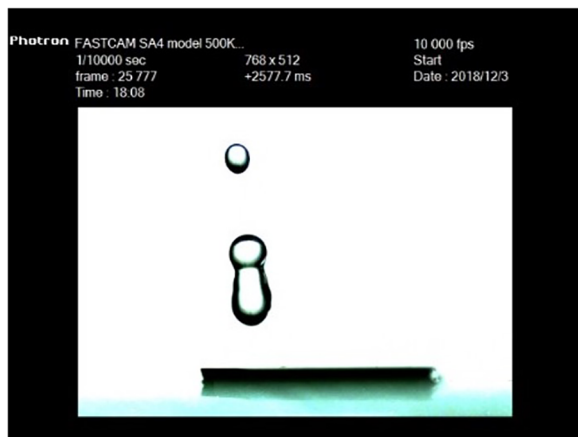 Photron FASTCAM SA4 model 500K... 10 000 fps
1/10000 sec 768 x 512 Start
frame : 25 777 +2577.7 ms Date : 2018/12/3
Time : 18:08